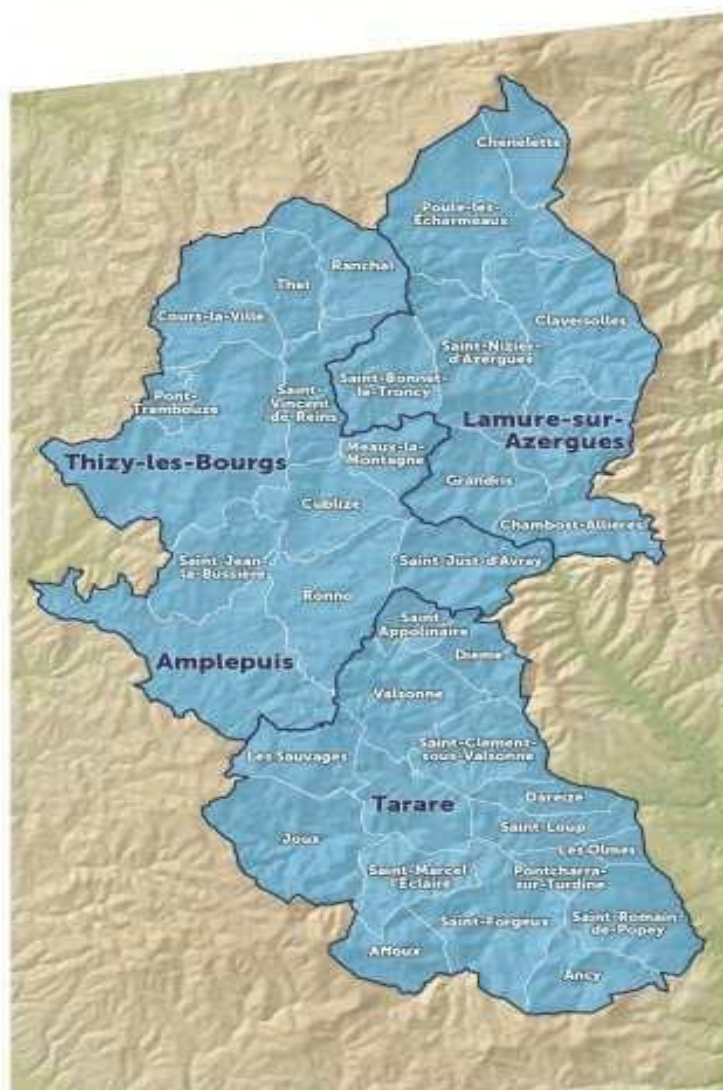 Chenelette
Poule-les-
Écharmeaux
Ranchal
Thel
Cours-la-Ville
Claveisolles
Saint-Nizier-
d'Azergues
Saint-Bonnet-
le-Troncy
Pont-
Trambouze
Saint-
Vincent
de-Reins
Lamure-sur-
Azergues
Meaux-la-
Montagne
Thizy-les-Bourgs
Grandris
Cublize
Chambost-Allières
Saint-Jean-
la-Bussière
Saint-Just-d'Avray
Ronno
Saint
Appolinaire
Dième
Amplepuis
Valsonne
Les Sauvages
Saint-Clément-
sous-Valsonne
Dareizé
Tarare
Saint-Loup
Joux
Les Olmes
Saint-Marcel
l'Éclairé
Pontcharra-
sur-Turdine
Saint-Forgeux
Saint-Romain-
de-Popey
Affoux
Ancy